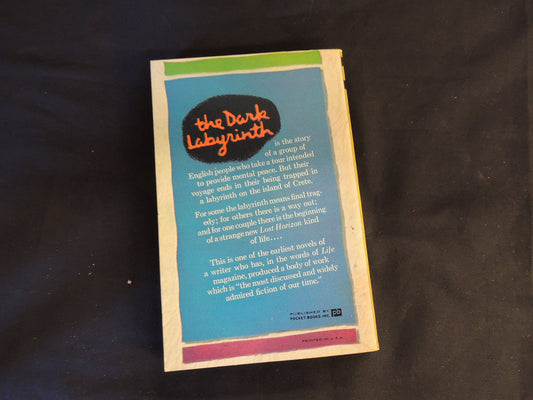 the Dark
Labyrinth
is the story
of a group of
English people who take a tour intended
to provide mental peace. But their
voyage ends in their being trapped in
a labyrinth on the island of Crete.
For some the labyrinth means final trag-
edy; for others there is a way out;
and for one couple there is the beginning
of a strange new Lost Horizon kind
of life....
This is one of the earliest novels of
a writer who has, in the words of Life
magazine, produced a body of work
which is "the most discussed and widely
admired fiction of our time."
PUBLISHED BY
POCKET BOOKS, INC.
pb
PRINTED IN U.S.A.